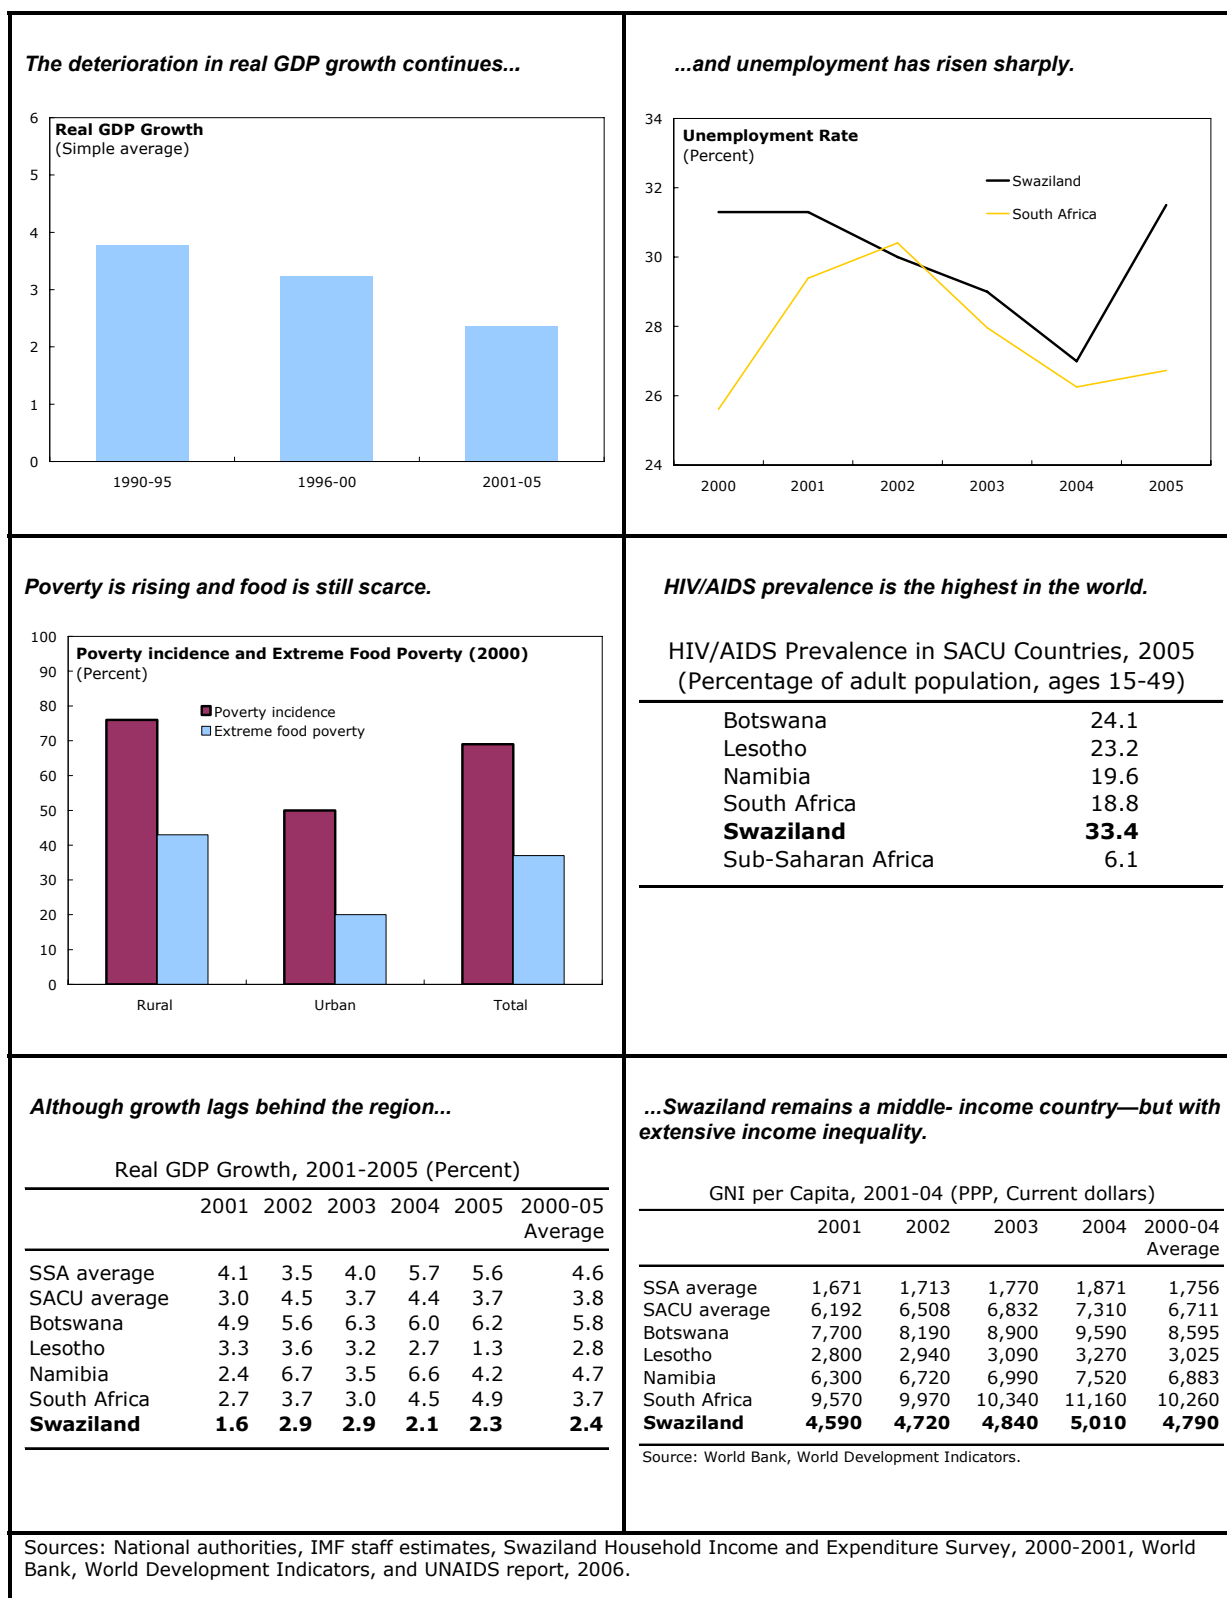 The deterioration in real GDP growth continues...
Real GDP Growth
(Simple average)
6
5
4
3
2
1
0
1990-95 1996-00 2001-05
...and unemployment has risen sharply.
Unemployment Rate
(Percent)
Swaziland
South Africa
34
32
30
28
26
24
2000 2001 2002 2003 2004 2005
Poverty is rising and food is still scarce.
Poverty incidence and Extreme Food Poverty (2000)
(Percent)
Poverty incidence
Extreme food poverty
100
90
80
70
60
50
40
30
20
10
0
Rural Urban Total
HIV/AIDS prevalence is the highest in the world.
HIV/AIDS Prevalence in SACU Countries, 2005
(Percentage of adult population, ages 15-49)
Botswana 24.1
Lesotho 23.2
Namibia 19.6
South Africa 18.8
Swaziland 33.4
Sub-Saharan Africa 6.1
Although growth lags behind the region...
Real GDP Growth, 2001-2005 (Percent)
2001 2002 2003 2004 2005 2000-05
Average
SSA average 4.1 3.5 4.0 5.7 5.6 4.6
SACU average 3.0 4.5 3.7 4.4 3.7 3.8
Botswana 4.9 5.6 6.3 6.0 6.2 5.8
Lesotho 3.3 3.6 3.2 2.7 1.3 2.8
Namibia 2.4 6.7 3.5 6.6 4.2 4.7
South Africa 2.7 3.7 3.0 4.5 4.9 3.7
Swaziland 1.6 2.9 2.9 2.1 2.3 2.4
...Swaziland remains a middle- income country—but with
extensive income inequality.
GNI per Capita, 2001-04 (PPP, Current dollars)
2001 2002 2003 2004 2000-04
Average
SSA average 1,671 1,713 1,770 1,871 1,756
SACU average 6,192 6,508 6,832 7,310 6,711
Botswana 7,700 8,190 8,900 9,590 8,595
Lesotho 2,800 2,940 3,090 3,270 3,025
Namibia 6,300 6,720 6,990 7,520 6,883
South Africa 9,570 9,970 10,340 11,160 10,260
Swaziland 4,590 4,720 4,840 5,010 4,790
Source: World Bank, World Development Indicators.
Sources: National authorities, IMF staff estimates, Swaziland Household Income and Expenditure Survey, 2000-2001, World
Bank, World Development Indicators, and UNAIDS report, 2006.